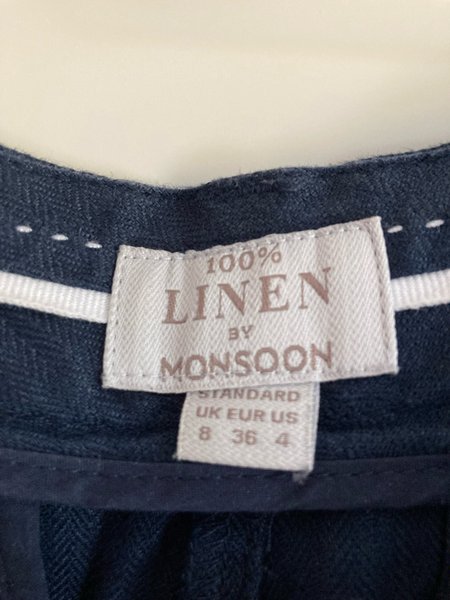 100%
LINEN
BY
MONSOON
STANDARD
UK EUR US
8 36 4